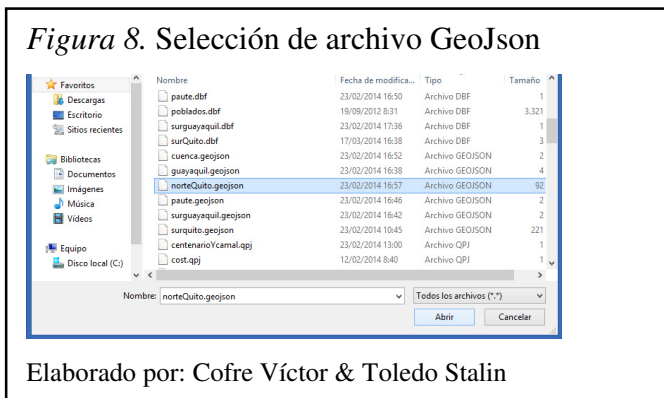 Figura 8. Selección de archivo GeoJson
Nombre Fecha de modifica... Tipo Tamaño
Favoritos
Descargas
Escritorio
Sitios recientes
Bibliotecas
Documentos
Imágenes
Música
Vídeos
Equipo
Disco local (C:)
paute.dbf 23/02/2014 16:50 Archivo DBF 1
poblados.dbf 19/09/2012 8:31 Archivo DBF 3.321
surguayaquil.dbf 23/02/2014 17:36 Archivo DBF 1
surQuito.dbf 17/03/2014 16:38 Archivo DBF 3
cuenca.geojson 23/02/2014 16:52 Archivo GEOJSON 2
guayaquil.geojson 23/02/2014 16:38 Archivo GEOJSON 4
norteQuito.geojson 23/02/2014 16:57 Archivo GEOJSON 92
paute.geojson 23/02/2014 16:46 Archivo GEOJSON 2
surguayaquil.geojson 23/02/2014 16:42 Archivo GEOJSON 2
surquito.geojson 23/02/2014 10:45 Archivo GEOJSON 221
centenarioYcamal.qpj 23/02/2014 13:00 Archivo QPJ 1
cost.qpj 12/02/2014 8:40 Archivo QPJ 1
Nombre: norteQuito.geojson Todos los archivos (*.*)
Abrir Cancelar
Elaborado por: Cofre Víctor & Toledo Stalin